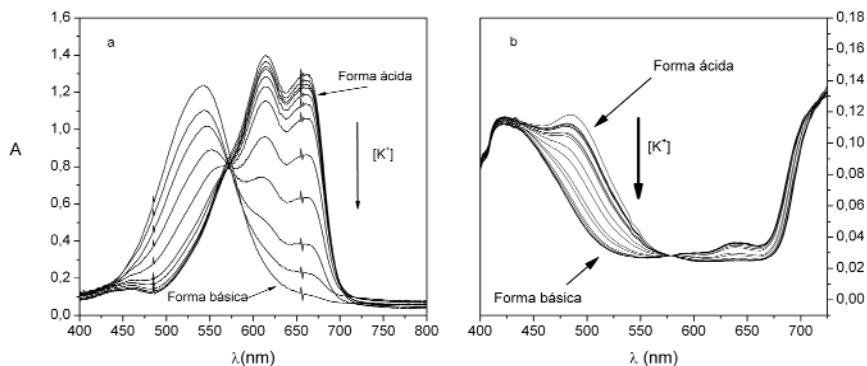 a
1,6
1,4
1,2
1,0
0,8
0,6
0,4
0,2
0,0
A
Forma ácida
[K⁺]
Forma básica
400 450 500 550 600 650 700 750 800
λ(nm)
b
0,18
0,16
0,14
0,12
0,10
0,08
0,06
0,04
0,02
0,00
Forma ácida
[K⁺]
Forma básica
400 500 600 700
λ (nm)